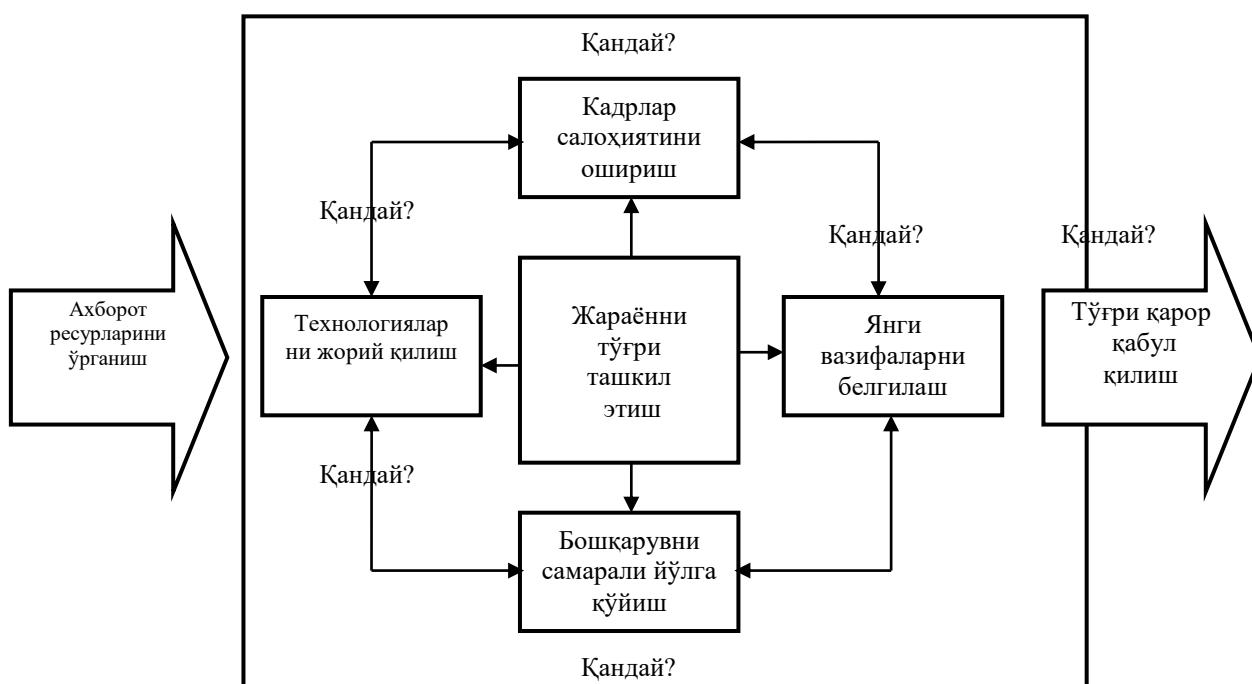 Қандай?
Кадрлар
салоҳиятини
ошириш
Қандай?
Қандай?
Қандай?
Ахборот
ресурларини
ўрганиш
Технологиялар
ни жорий қилиш
Жараённи
тўғри
ташкил
этиш
Янги
вазифаларни
белгилаш
Тўғри қарор
қабул
қилиш
Қандай?
Бошқарувни
самарали йўлга
қўйиш
Қандай?